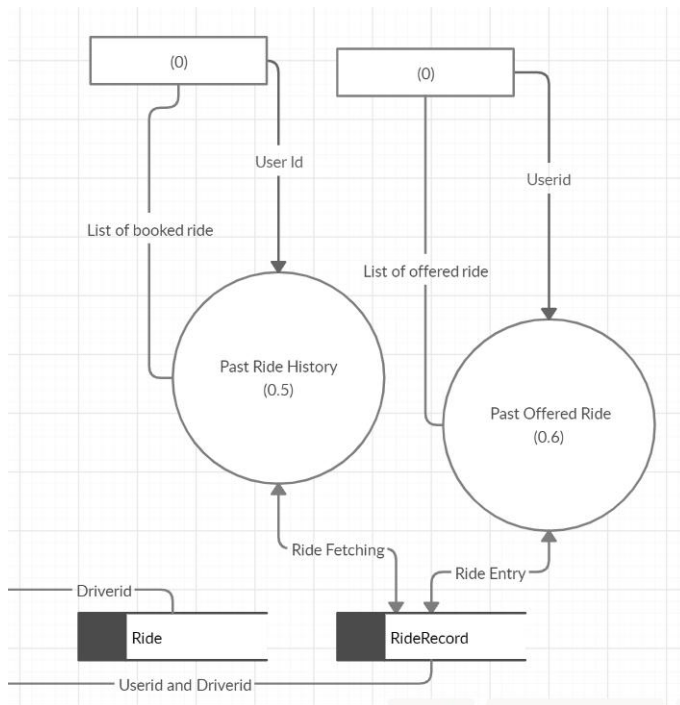 (0)
(0)
User Id
Userid
List of booked ride
List of offered ride
Past Ride History
(0.5)
Past Offered Ride
(0.6)
Ride Fetching
Ride Entry
Driverid
Ride
RideRecord
Userid and Driverid